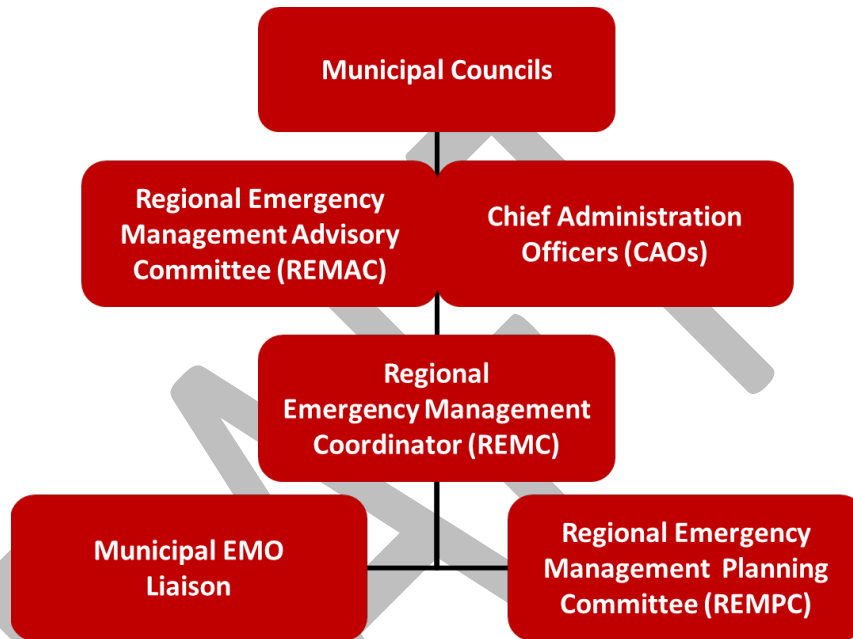 Municipal Councils
Regional Emergency
Management Advisory
Committee (REMAC)
Chief Administration
Officers (CAOs)
Regional
Emergency Management
Coordinator (REMC)
Municipal EMO
Liaison
Regional Emergency
Management Planning
Committee (REMPC)